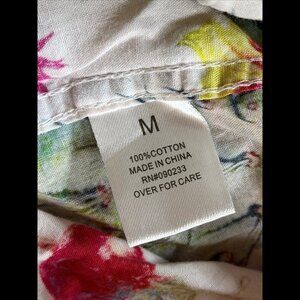 M
100%COTTON
MADE IN CHINA
RN#090233
OVER FOR CARE